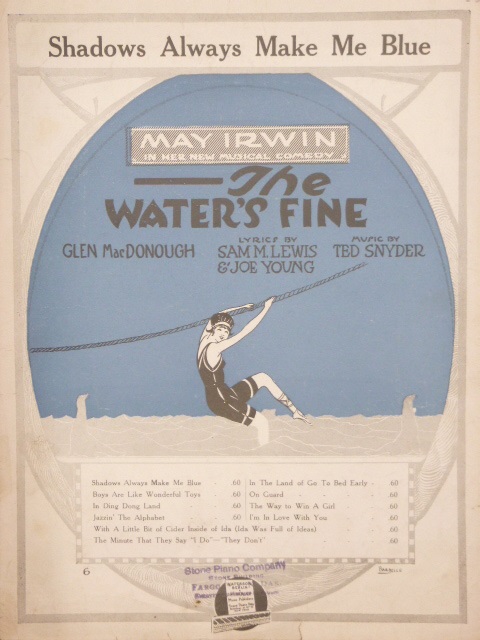 Shadows Always Make Me Blue
MAY IRWIN
IN HER NEW MUSICAL COMEDY
The
WATER'S FINE
GLEN MacDONOUGH
LYRICS BY
SAM M. LEWIS
& JOE YOUNG
MUSIC BY
TED SNYDER
Shadows Always Make Me Blue .60 In the Land of Go To Bed Early .60
Boys Are Like Wonderful Toys .60 On Guard .60
In Ding Dong Land .60 The Way to Win A Girl .60
Jazzin' The Alphabet .60 I'm In Love With You .60
With A Little Bit of Color Inside of Ida (Ida Was Full of Ideas) .60
The Minute That They Say "I Do"—"They Don't' .60
6
Stone Piano Company
BARBELLE